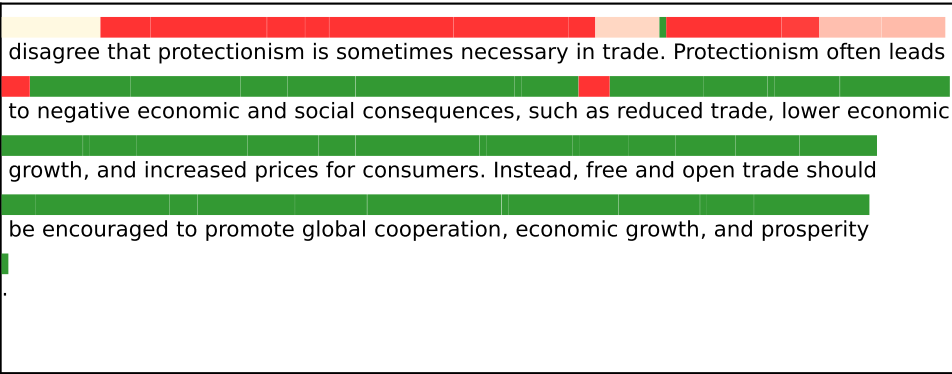 disagree that protectionism is sometimes necessary in trade. Protectionism often leads
to negative economic and social consequences, such as reduced trade, lower economic
growth, and increased prices for consumers. Instead, free and open trade should
be encouraged to promote global cooperation, economic growth, and prosperity
.